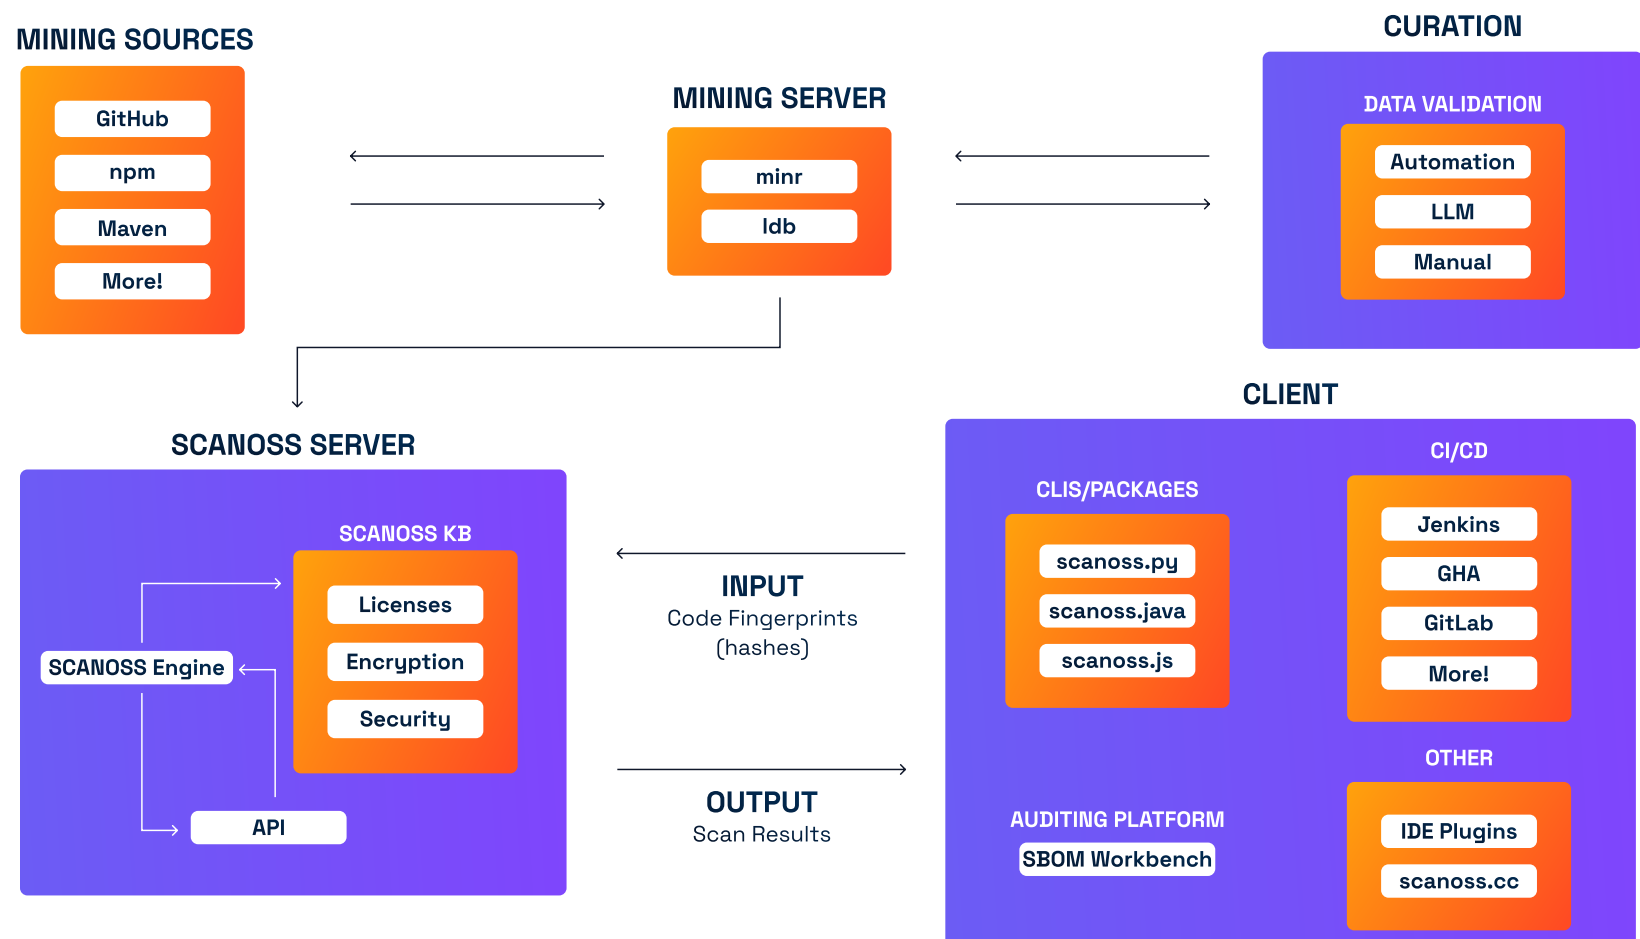 MINING SOURCES
GitHub
npm
Maven
More!
MINING SERVER
minr
ldb
CURATION
DATA VALIDATION
Automation
LLM
Manual
SCANOSS SERVER
SCANOSS KB
Licenses
Encryption
Security
SCANOSS Engine
API
INPUT
Code Fingerprints
(hashes)
OUTPUT
Scan Results
CLIENT
CLIS/PACKAGES
scanoss.py
scanoss.java
scanoss.js
CI/CD
Jenkins
GHA
GitLab
More!
AUDITING PLATFORM
SBOM Workbench
OTHER
IDE Plugins
scanoss.cc